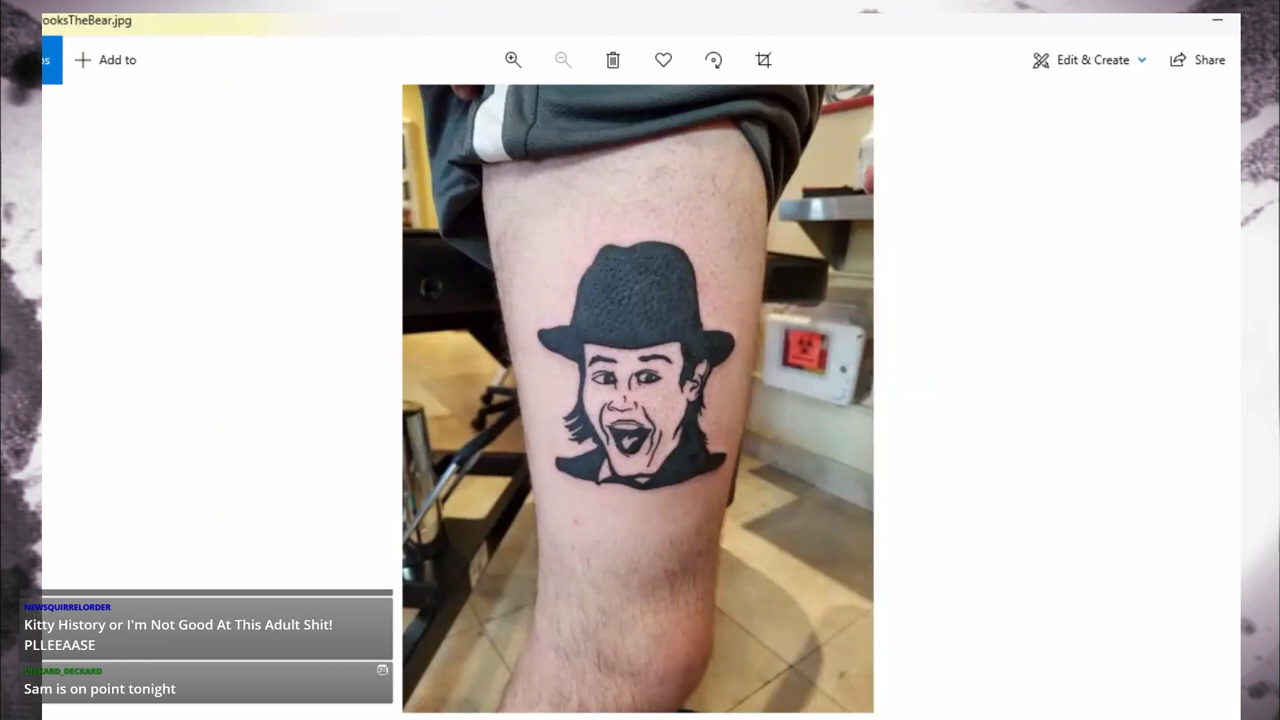 ooksTheBear.jpg
Add to
Edit & Create
Share
NEWSQUIRRELORDER
Kitty History or I'm Not Good At This Adult Shit!
PLLEEAASE
RICKARD_DECKARD
Sam is on point tonight